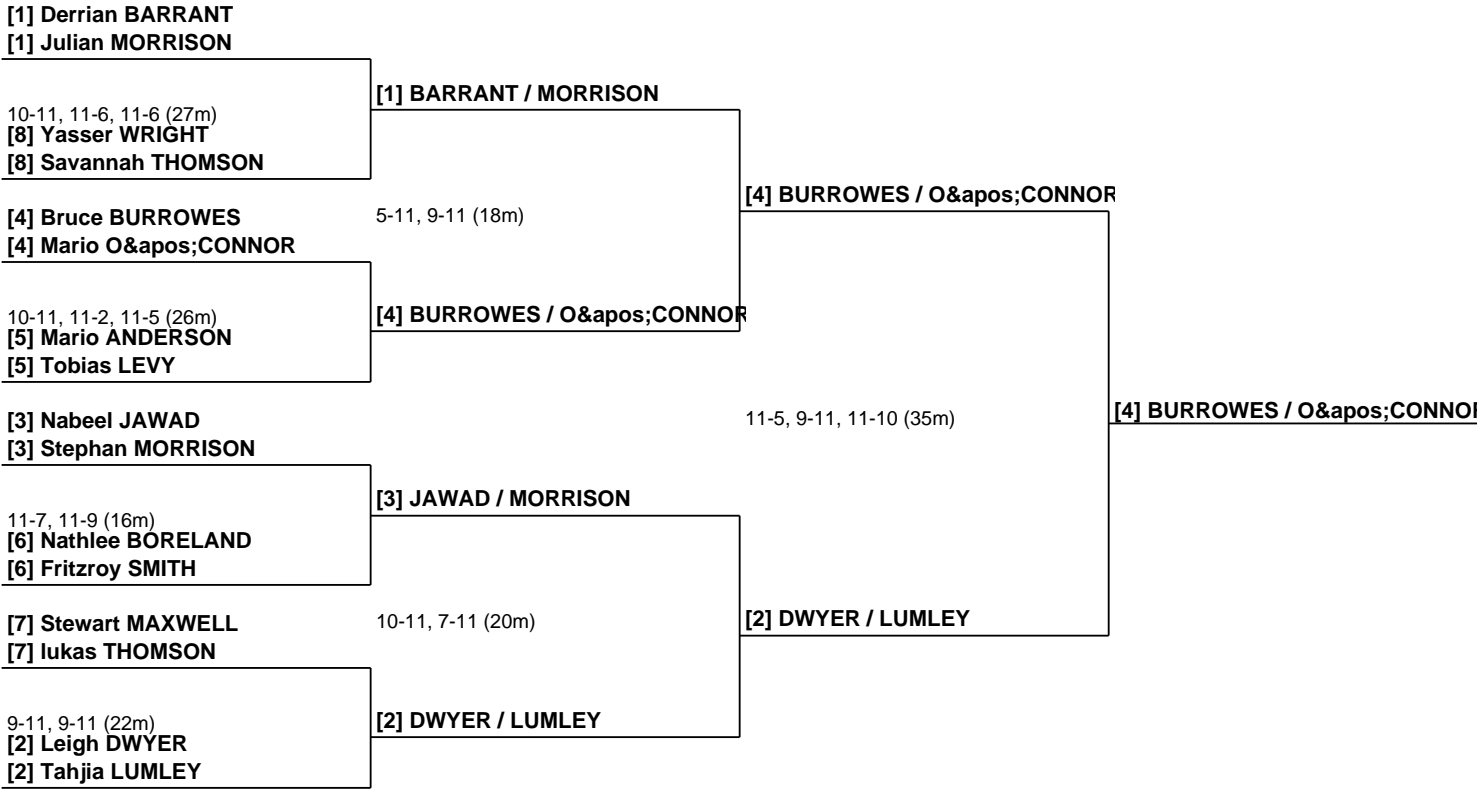 [1] Derrian BARRANT
[1] Julian MORRISON
10-11, 11-6, 11-6 (27m)
[8] Yasser WRIGHT
[8] Savannah THOMSON
[4] Bruce BURROWES
[4] Mario O&apos;CONNOR
10-11, 11-2, 11-5 (26m)
[5] Mario ANDERSON
[5] Tobias LEVY
[3] Nabeel JAWAD
[3] Stephan MORRISON
11-7, 11-9 (16m)
[6] Nathlee BORELAND
[6] Fritzroy SMITH
[7] Stewart MAXWELL
[7] lukas THOMSON
9-11, 9-11 (22m)
[2] Leigh DWYER
[2] Tahjia LUMLEY
[1] BARRANT / MORRISON
5-11, 9-11 (18m)
[4] BURROWES / O&apos;CONNOR
[3] JAWAD / MORRISON
10-11, 7-11 (20m)
[2] DWYER / LUMLEY
[4] BURROWES / O&apos;CONNOR
11-5, 9-11, 11-10 (35m)
[2] DWYER / LUMLEY
[4] BURROWES / O&apos;CONNOR